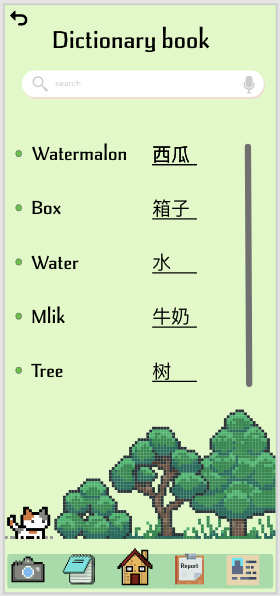 Dictionary book
search
Watermalon 西瓜
Box 箱子
Water 水
Mlik 牛奶
Tree 树
Report